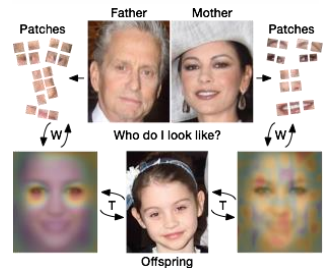 Father Mother
Patches Patches
W Who do I look like? W
T T
Offspring